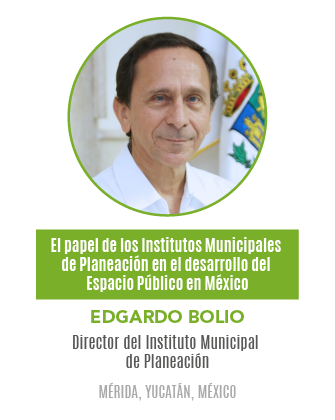 El papel de los Institutos Municipales
de Planeación en el desarrollo del
Espacio Público en México
EDGARDO BOLIO
Director del Instituto Municipal
de Planeación
MÉRIDA, YUCATÁN, MÉXICO